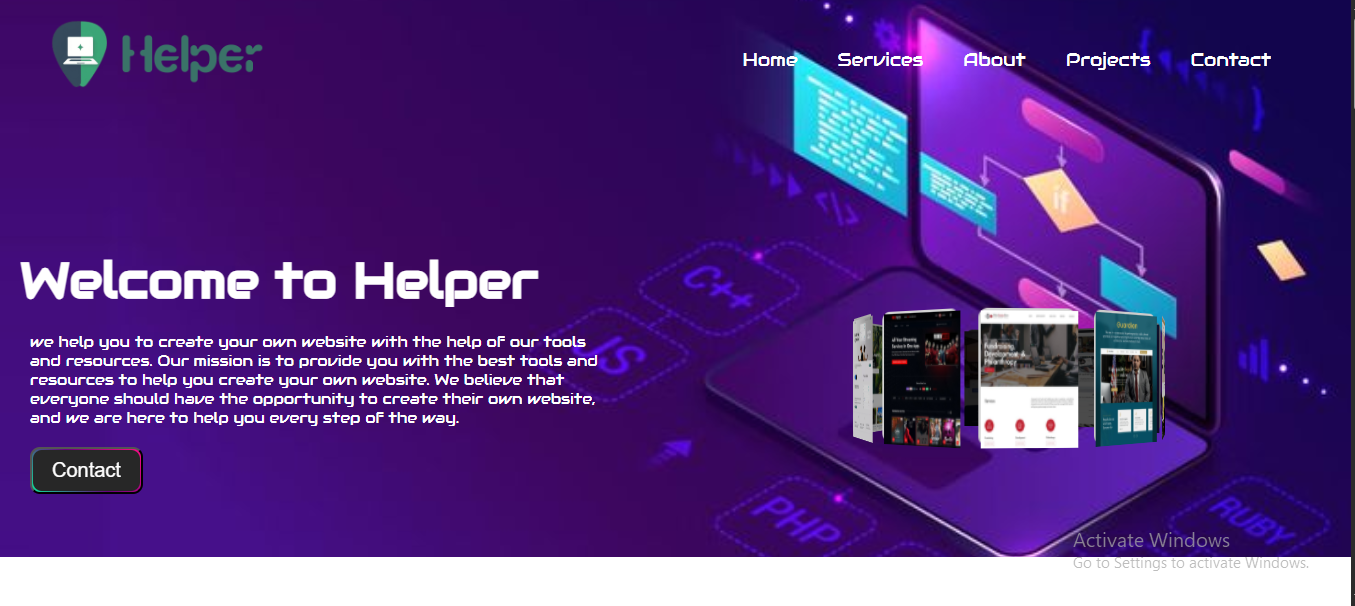 Helper
Home Services About Projects Contact
</>
if
C++
JS
Welcome to Helper
we help you to create your own website with the help of our tools
and resources. Our mission is to provide you with the best tools and
resources to help you create your own website. We believe that
everyone should have the opportunity to create their own website,
and we are here to help you every step of the way.
Guardian
Fundraising,
Development &
Philanthropy
Contact
PHP
RUBY
Activate Windows
Go to Settings to activate Windows.